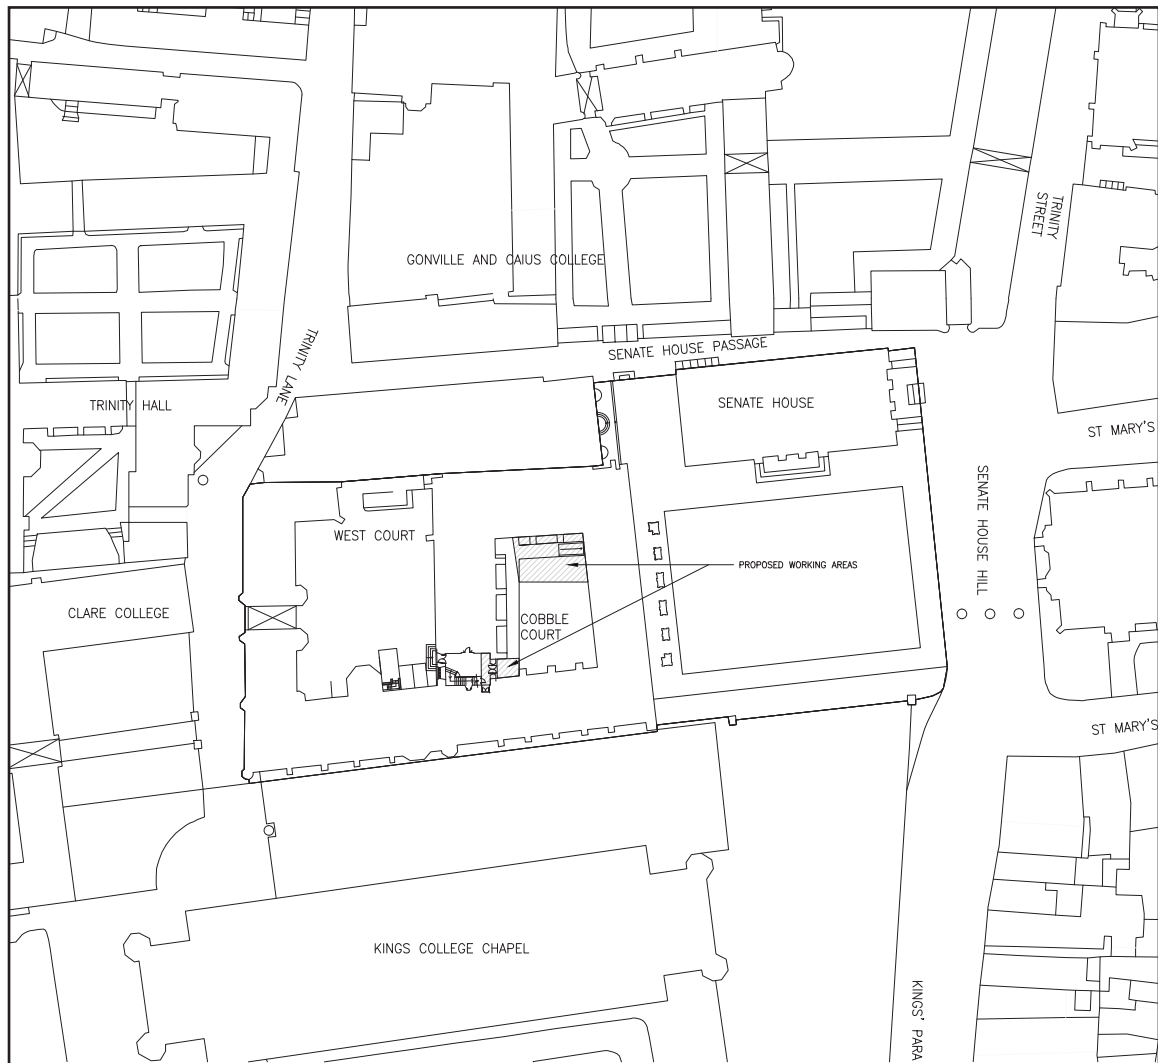 TRINITY
STREET
GONVILLE AND CAIUS COLLEGE
SENATE HOUSE PASSAGE
TRINITY LANE
TRINITY HALL
SENATE HOUSE
ST MARY'S
SENATE HOUSE HILL
WEST COURT
PROPOSED WORKING AREAS
CLARE COLLEGE
COBBLE
COURT
ST MARY'S
KINGS COLLEGE CHAPEL
KINGS' PARA